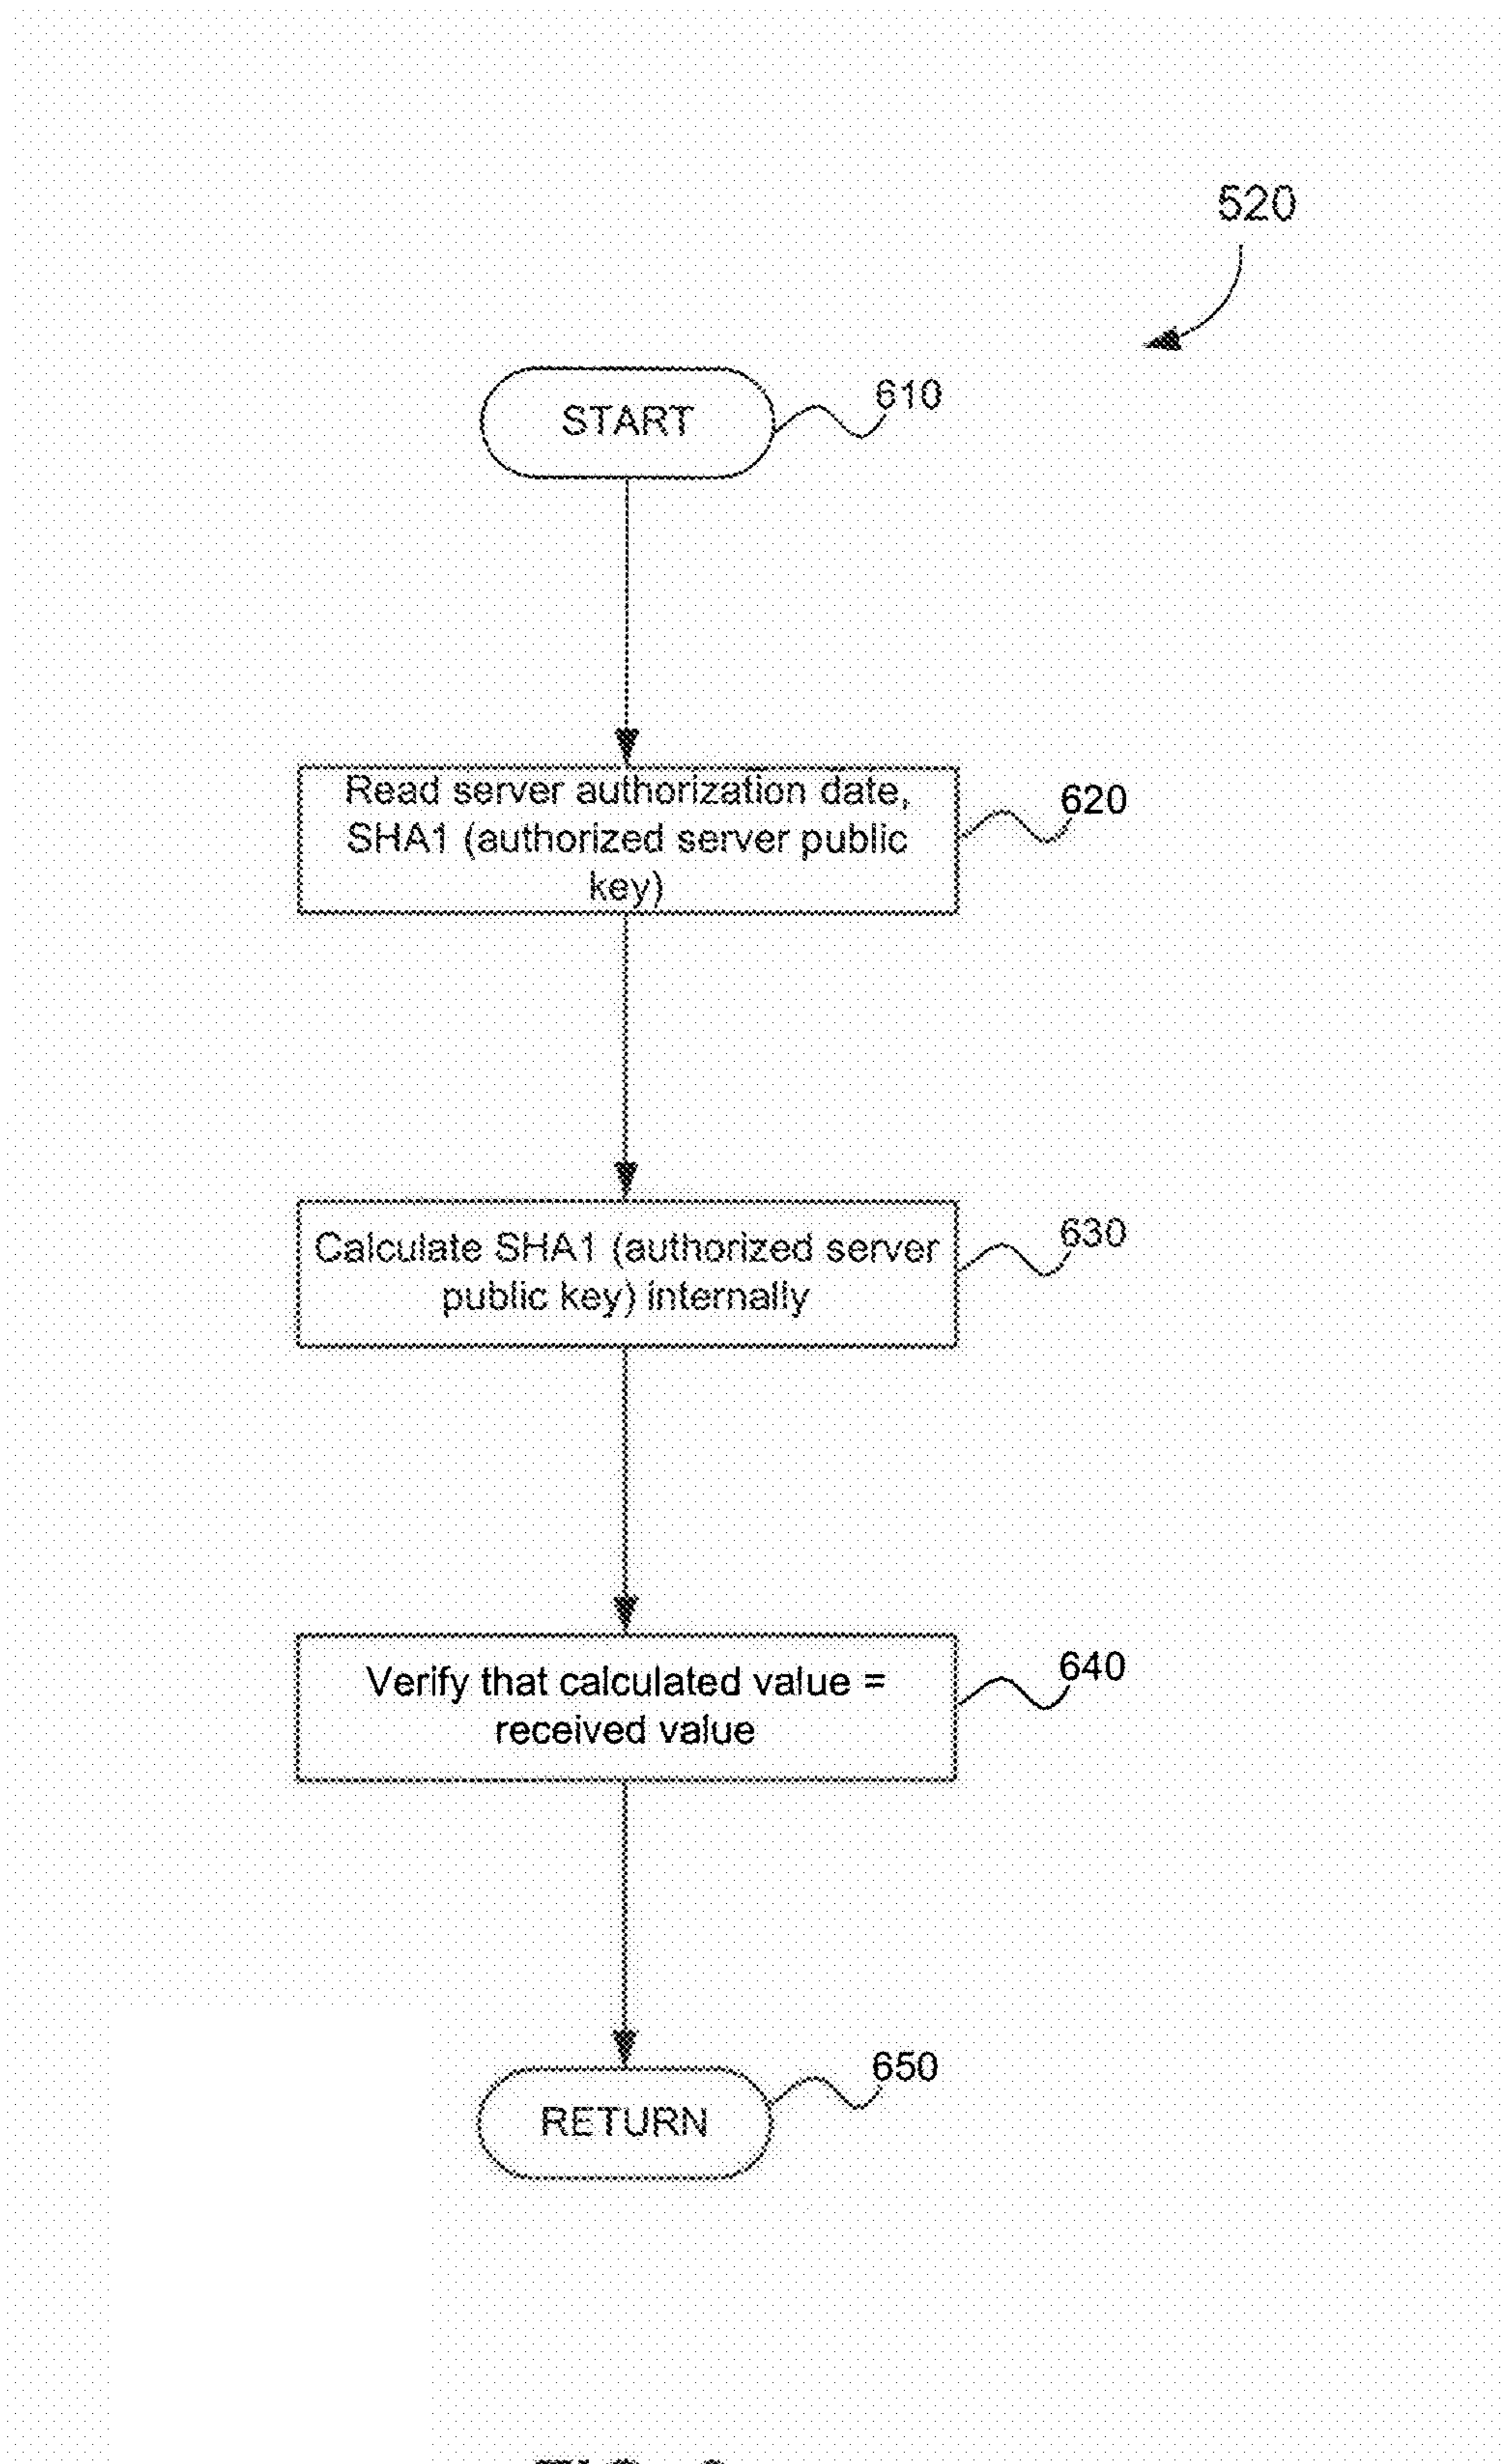 520
START
610
Read server authorization date,
620
SHA1 (authorized server public
key)
Calculate SHA1 (authorized server
630
public key) internally
Verify that calculated value =
640
received value
RETURN
650